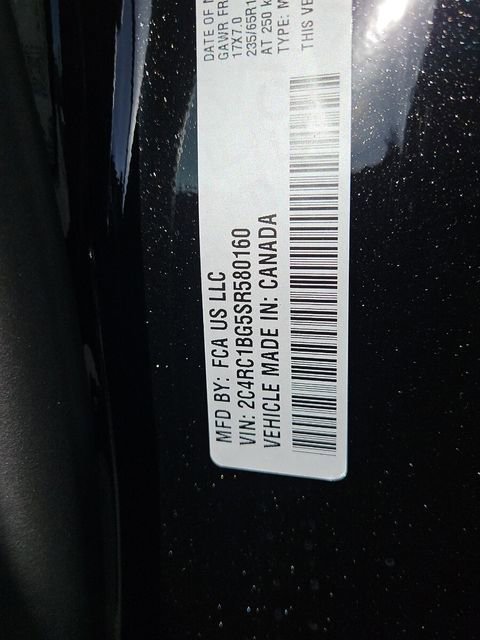 MFD BY: FCA US LLC
VIN: 2C4RC1BG5SR580160
VEHICLE MADE IN: CANADA
DATE OF
GAWR FR
17X7.0
235/65R1
AT 250 k
TYPE: M
THIS VE